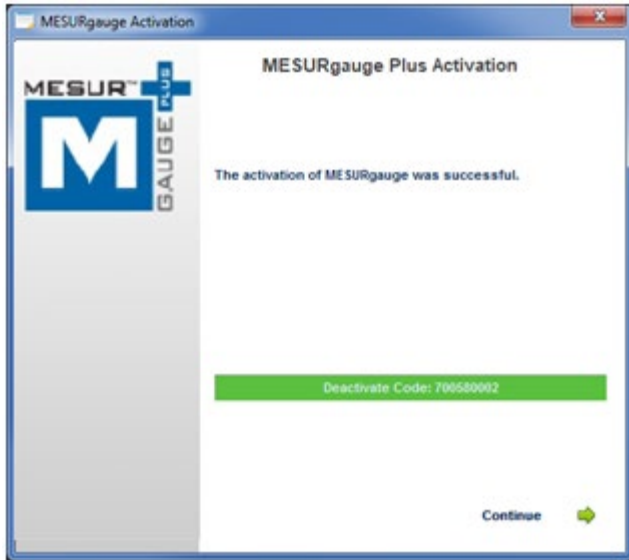 MESURgauge Activation
MESUR™
PLUS
M
GAUGE
MESURgauge Plus Activation
The activation of MESURgauge was successful.
Deactivate Code: 700580002
Continue